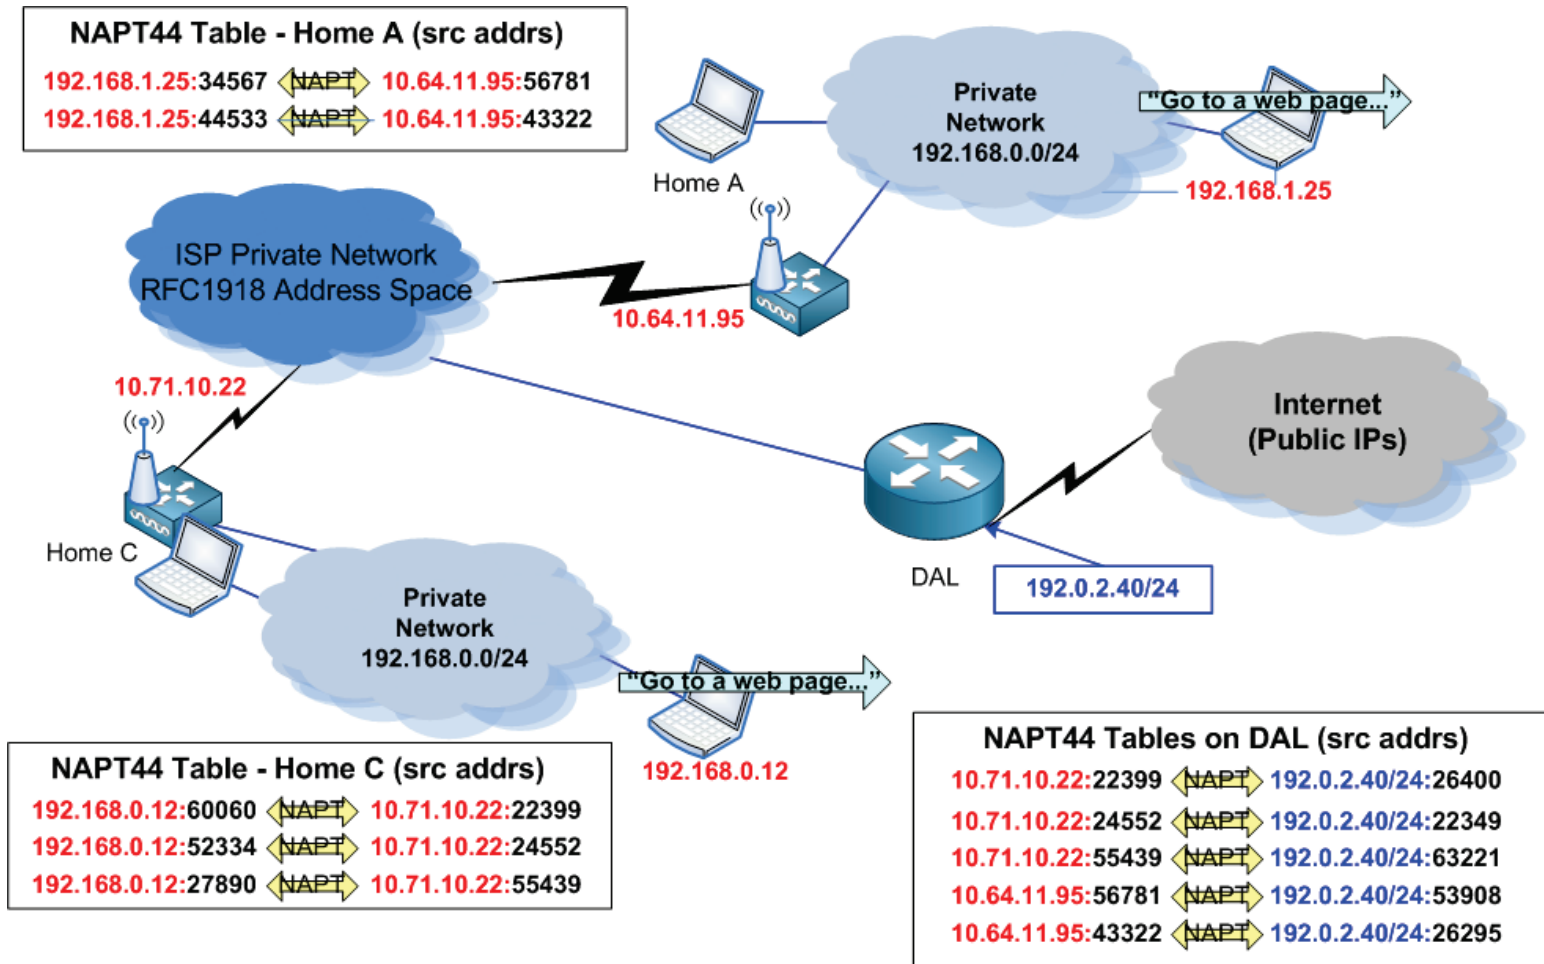 NAPT44 Table - Home A (src addrs)
192.168.1.25:34567 NAPT 10.64.11.95:56781
192.168.1.25:44533 NAPT 10.64.11.95:43322
Private
Network
192.168.0.0/24
"Go to a web page..."
Home A
192.168.1.25
ISP Private Network
RFC1918 Address Space
10.64.11.95
10.71.10.22
Internet
(Public IPs)
Home C
DAL
192.0.2.40/24
Private
Network
192.168.0.0/24
"Go to a web page..."
192.168.0.12
NAPT44 Table - Home C (src addrs)
192.168.0.12:60060 NAPT 10.71.10.22:22399
192.168.0.12:52334 NAPT 10.71.10.22:24552
192.168.0.12:27890 NAPT 10.71.10.22:55439
NAPT44 Tables on DAL (src addrs)
10.71.10.22:22399 NAPT 192.0.2.40/24:26400
10.71.10.22:24552 NAPT 192.0.2.40/24:22349
10.71.10.22:55439 NAPT 192.0.2.40/24:63221
10.64.11.95:56781 NAPT 192.0.2.40/24:53908
10.64.11.95:43322 NAPT 192.0.2.40/24:26295